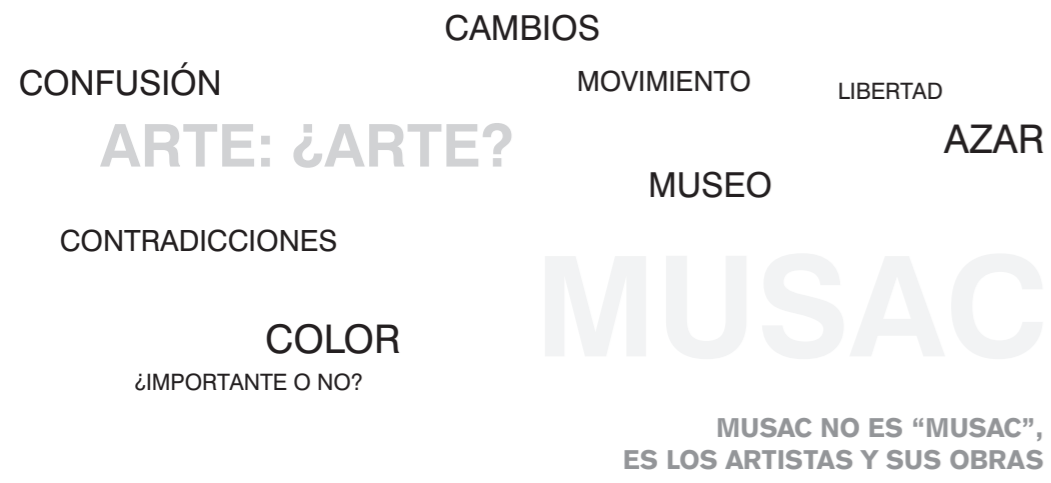 CAMBIOS
CONFUSIÓN
MOVIMIENTO
LIBERTAD
ARTE: ¿ARTE?
AZAR
MUSEO
CONTRADICCIONES
MUSAC
COLOR
¿IMPORTANTE O NO?
MUSAC NO ES “MUSAC”,
ES LOS ARTISTAS Y SUS OBRAS